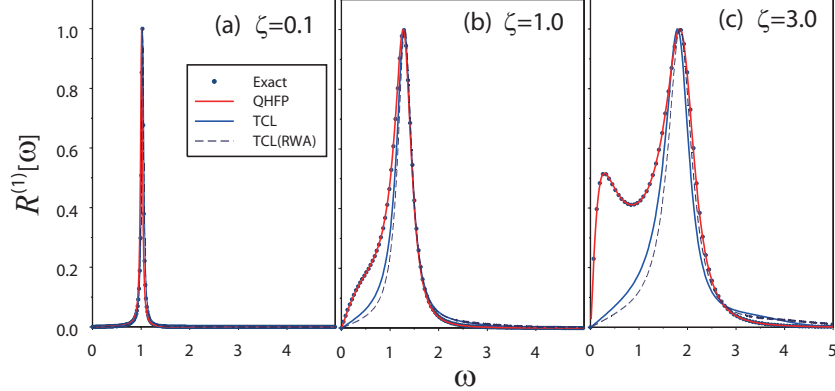 (a) ζ=0.1
(b) ζ=1.0
(c) ζ=3.0
1.0
0.8
0.6
0.4
0.2
0.0
R⁽¹⁾[ω]
Exact
QHFP
TCL
TCL(RWA)
0 1 2 3 4 0 1 2 3 4 0 1 2 3 4 5
ω